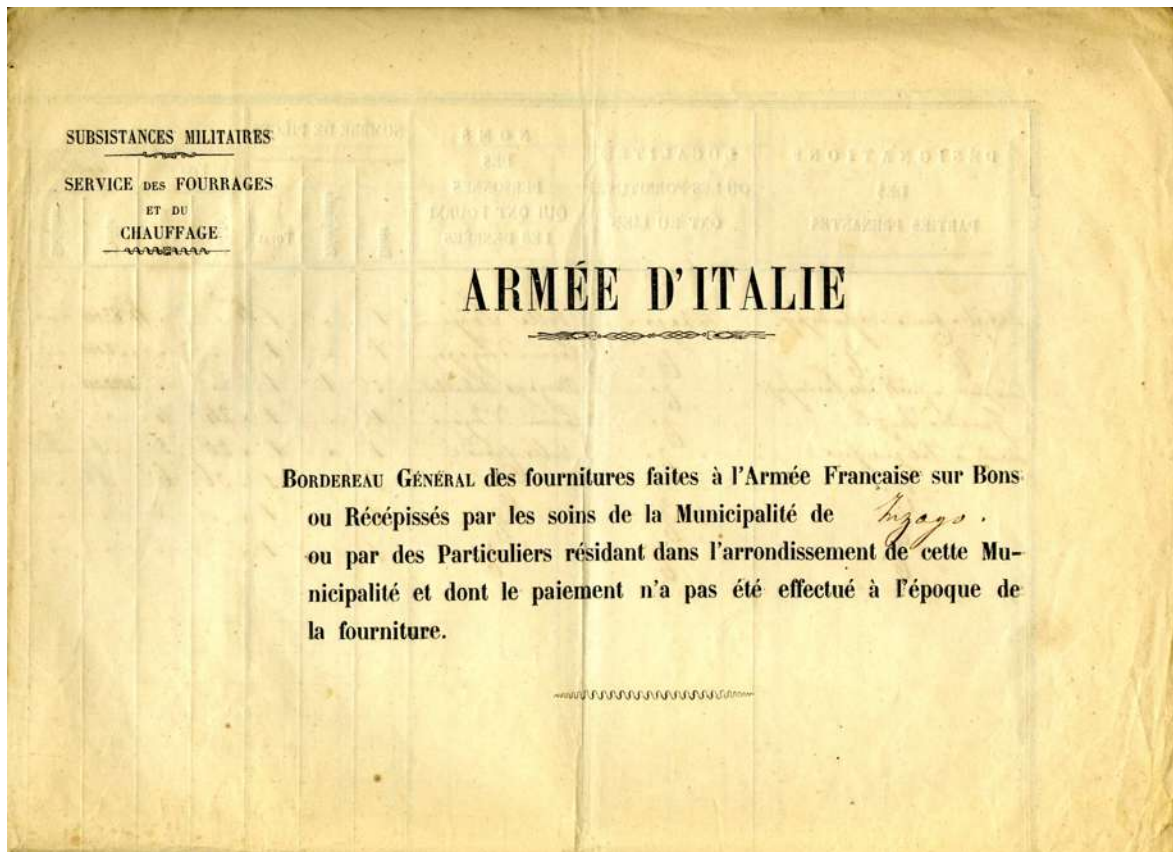 SUBSISTANCES MILITAIRES
SERVICE DES FOURRAGES
ET DU
CHAUFFAGE
ARMÉE D'ITALIE
BORDEREAU GÉNÉRAL des fournitures faites à l'Armée Française sur Bons
ou Récépissés par les soins de la Municipalité de Inzago.
ou par des Particuliers résidant dans l'arrondissement de cette Mu-
nicipalité et dont le paiement n'a pas été effectué à l'époque de
la fourniture.